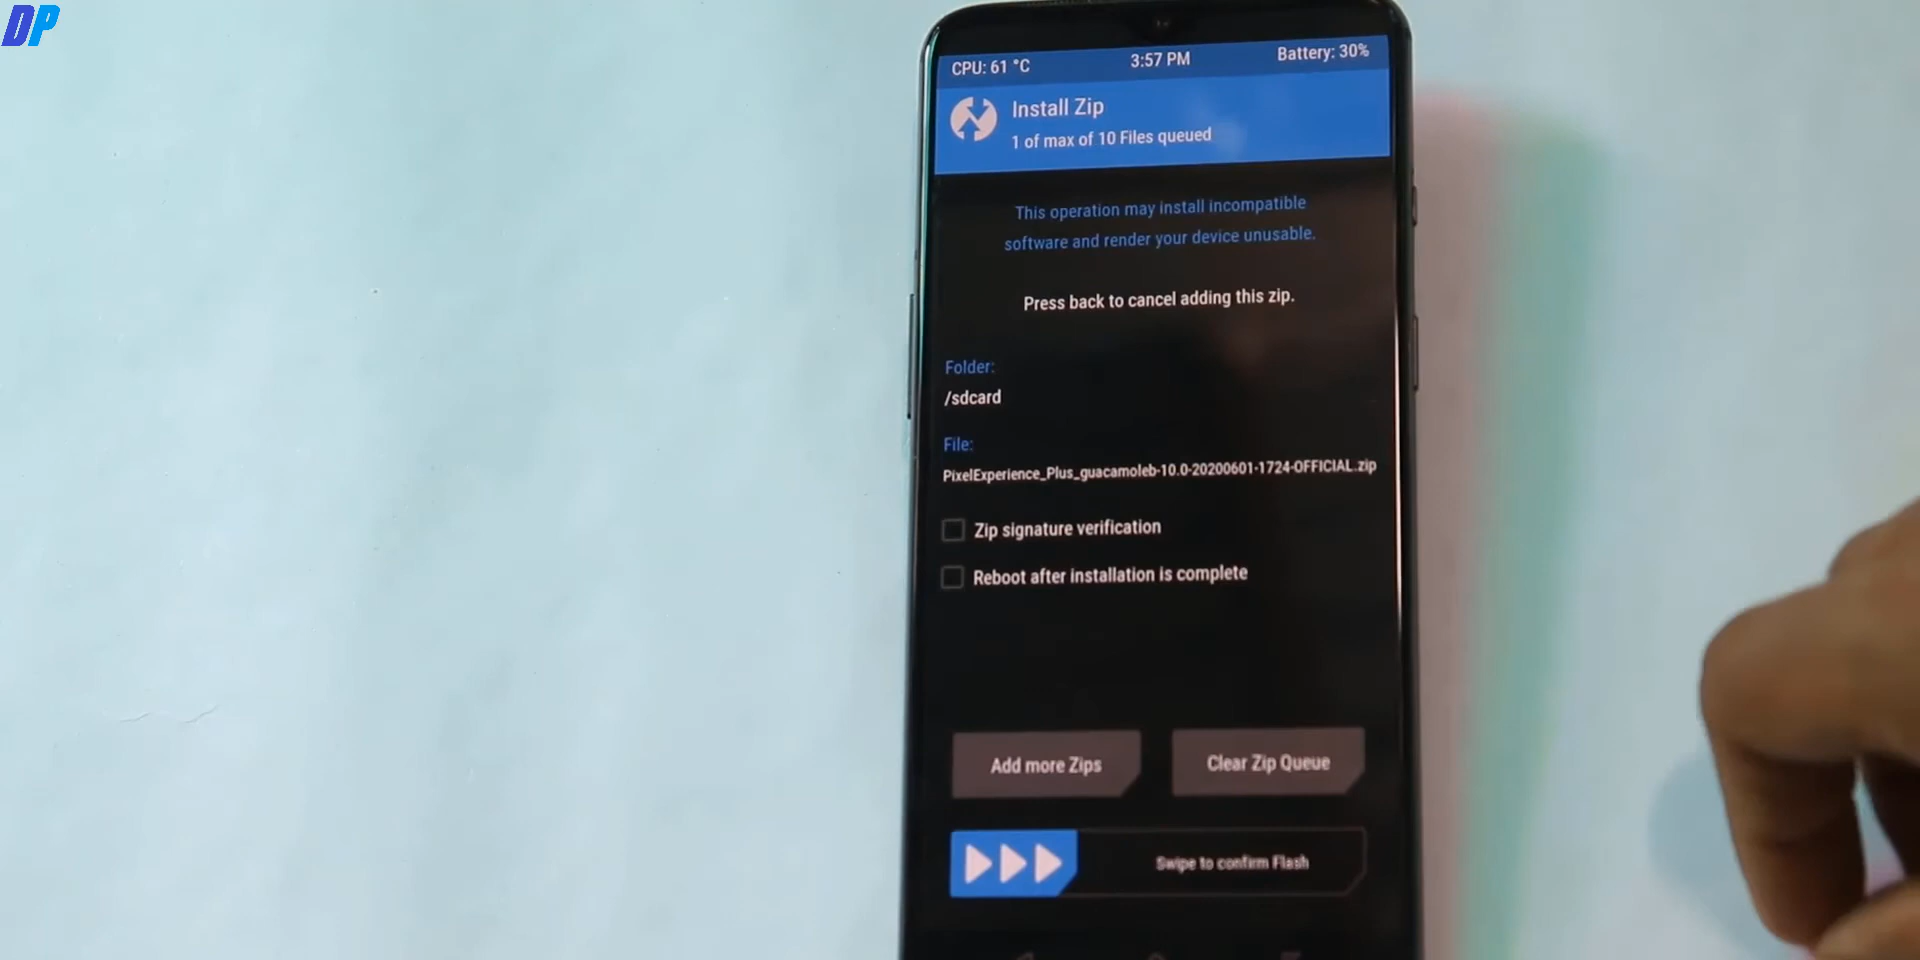 DP
CPU: 61 °C 3:57 PM Battery: 30%
Install Zip
1 of max of 10 Files queued
This operation may install incompatible
software and render your device unusable.
Press back to cancel adding this zip.
Folder:
/sdcard
File:
PixelExperience_Plus_guacamoleb-10.0-20200601-1724-OFFICIAL.zip
Zip signature verification
Reboot after installation is complete
Add more Zips Clear Zip Queue
Swipe to confirm Flash